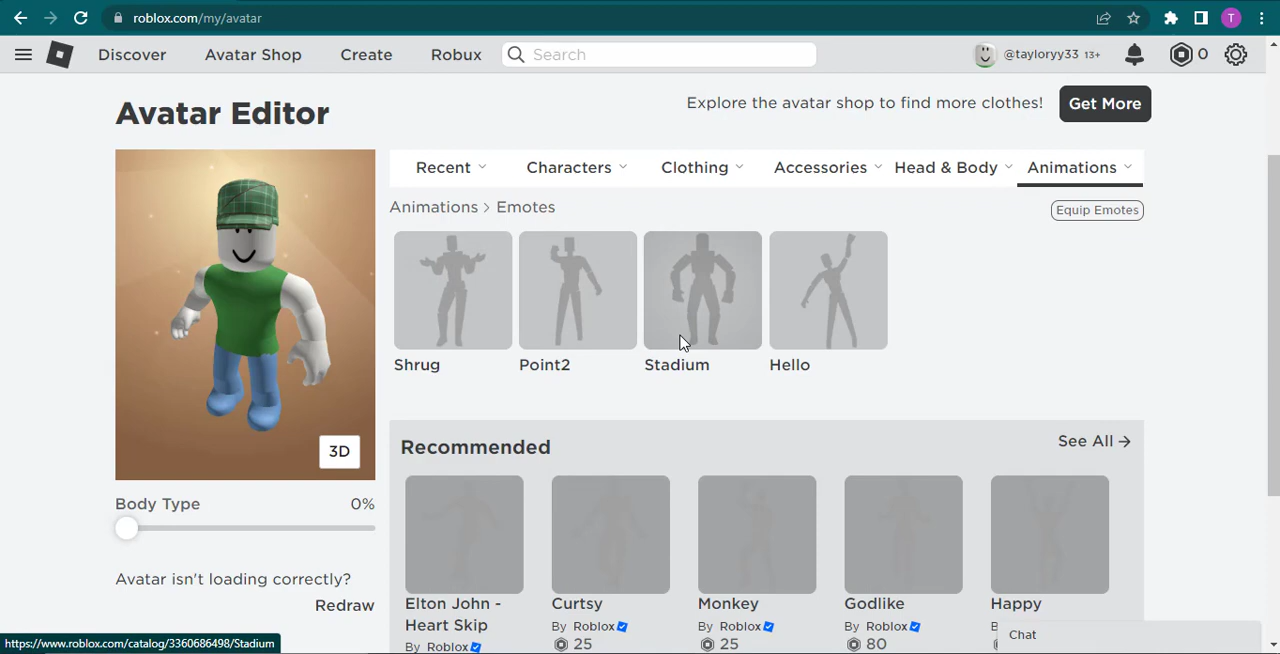 roblox.com/my/avatar
T
Discover Avatar Shop Create Robux Search @tayloryy33 13+ 0
Avatar Editor
Explore the avatar shop to find more clothes! Get More
Recent Characters Clothing Accessories Head & Body Animations
Animations > Emotes
Equip Emotes
Shrug Point2 Stadium Hello
3D
Recommended
See All →
Body Type 0%
Avatar isn't loading correctly?
Redraw
Elton John - Heart Skip
By Roblox
Curtsy
By Roblox
25
Monkey
By Roblox
25
Godlike
By Roblox
80
Happy
Chat
https://www.roblox.com/catalog/3360686498/Stadium